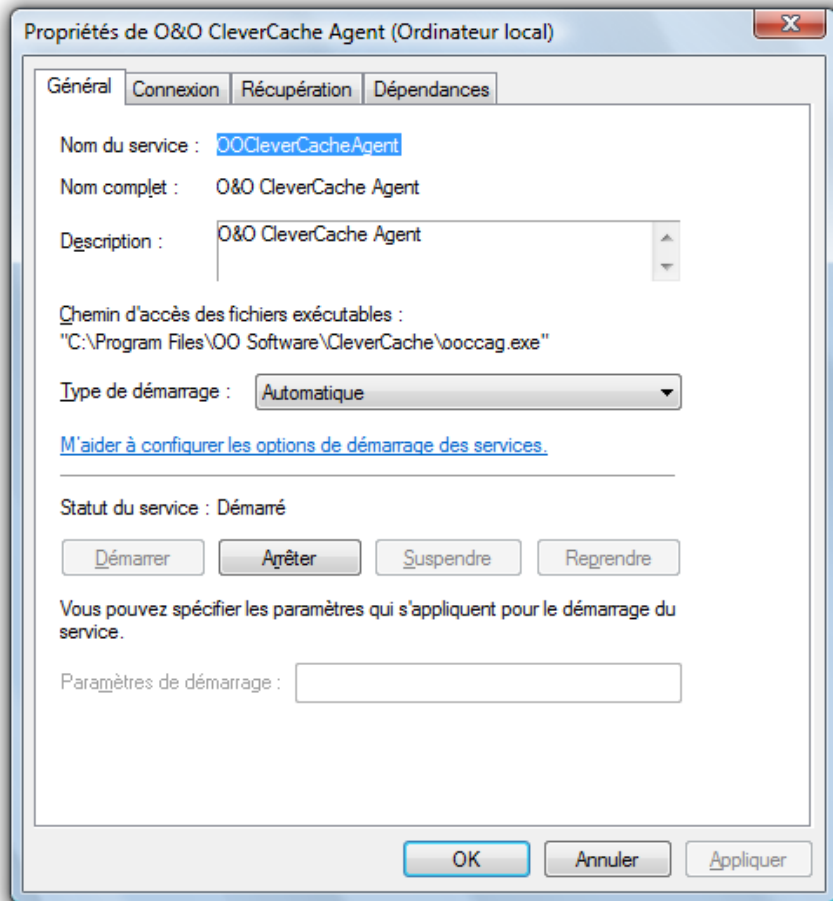 Propriétés de O&O CleverCache Agent (Ordinateur local)
Général Connexion Récupération Dépendances
Nom du service : OOCleverCacheAgent
Nom complet : O&O CleverCache Agent
Description : O&O CleverCache Agent
Chemin d'accès des fichiers exécutables :
"C:\Program Files\OO Software\CleverCache\ooccag.exe"
Type de démarrage : Automatique
M'aider à configurer les options de démarrage des services.
Statut du service : Démarré
Démarrer Arrêter Suspendre Reprendre
Vous pouvez spécifier les paramètres qui s'appliquent pour le démarrage du
service.
Paramètres de démarrage :
OK Annuler Appliquer